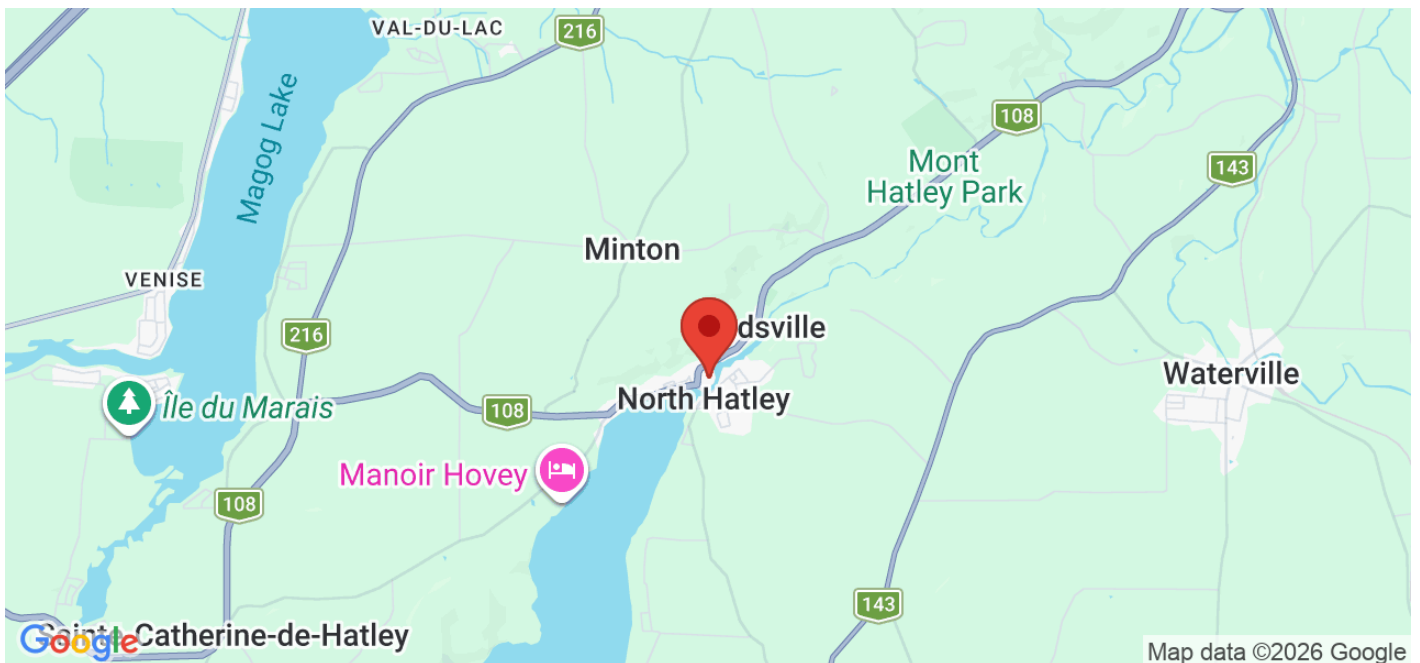 VAL-DU-LAC
216
Magog Lake
108
Mont
Hatley Park
143
Minton
VENISE
216
dsville
Waterville
North Hatley
Île du Marais
108
Manoir Hovey
108
143
Catherine-de-Hatley
Google
Map data ©2026 Google